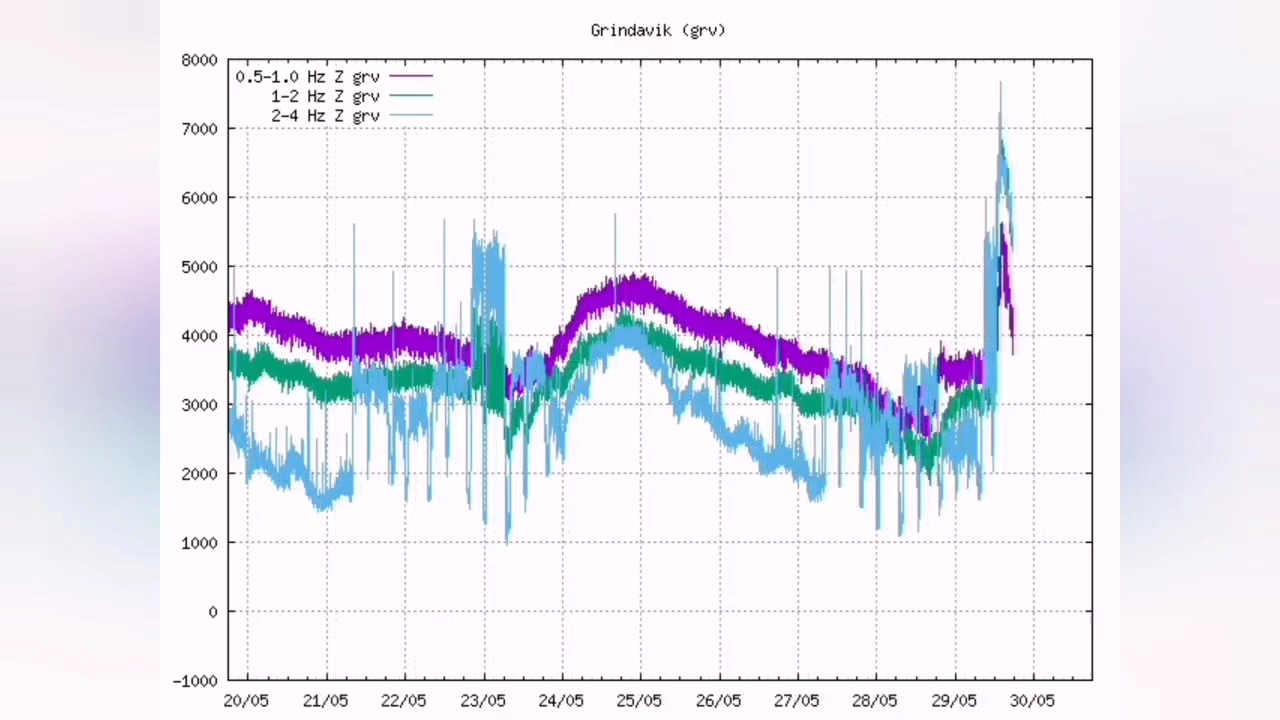 Grindavik (grv)
8000
0.5-1.0 Hz Z grv
1-2 Hz Z grv
2-4 Hz Z grv
7000
6000
5000
4000
3000
2000
1000
0
-1000
20/05 21/05 22/05 23/05 24/05 25/05 26/05 27/05 28/05 29/05 30/05